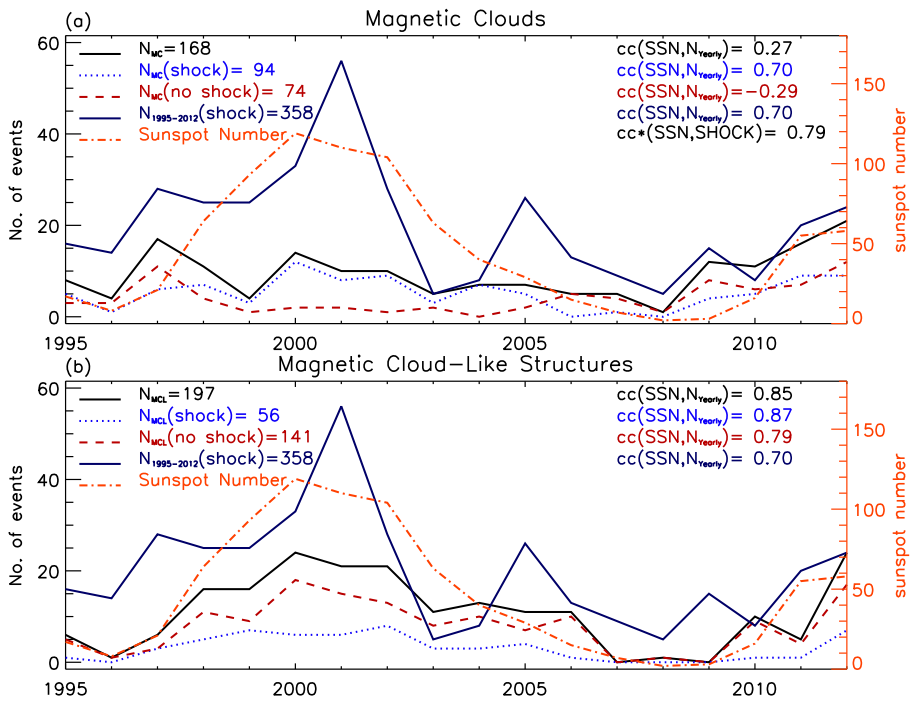 (a) Magnetic Clouds
N_MC=168 cc(SSN,N_Yearly)= 0.27
N_MC(shock)= 94 cc(SSN,N_Yearly)= 0.70
N_MC(no shock)= 74 cc(SSN,N_Yearly)=−0.29
N_1995−2012(shock)=358 cc(SSN,N_Yearly)= 0.70
Sunspot Number cc*(SSN,SHOCK)= 0.79
No. of events
60
40
20
0
sunspot number
150
100
50
0
1995 2000 2005 2010
(b) Magnetic Cloud−Like Structures
N_MCL=197 cc(SSN,N_Yearly)= 0.85
N_MCL(shock)= 56 cc(SSN,N_Yearly)= 0.87
N_MCL(no shock)=141 cc(SSN,N_Yearly)= 0.79
N_1995−2012(shock)=358 cc(SSN,N_Yearly)= 0.70
Sunspot Number
No. of events
60
40
20
0
sunspot number
150
100
50
0
1995 2000 2005 2010